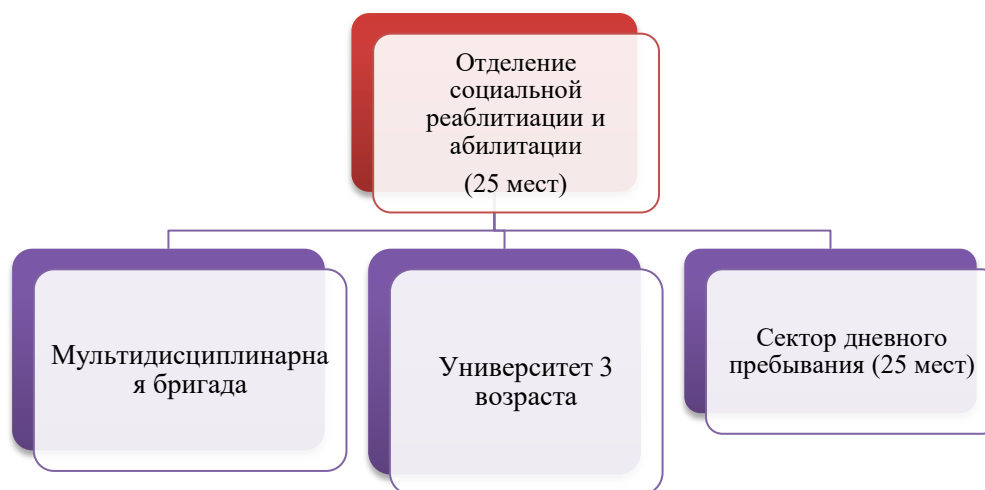 Отделение
социальной
реаблитиации и
абилитации
(25 мест)
Мультидисциплинарна
я бригада
Университет 3
возраста
Сектор дневного
пребывания (25 мест)